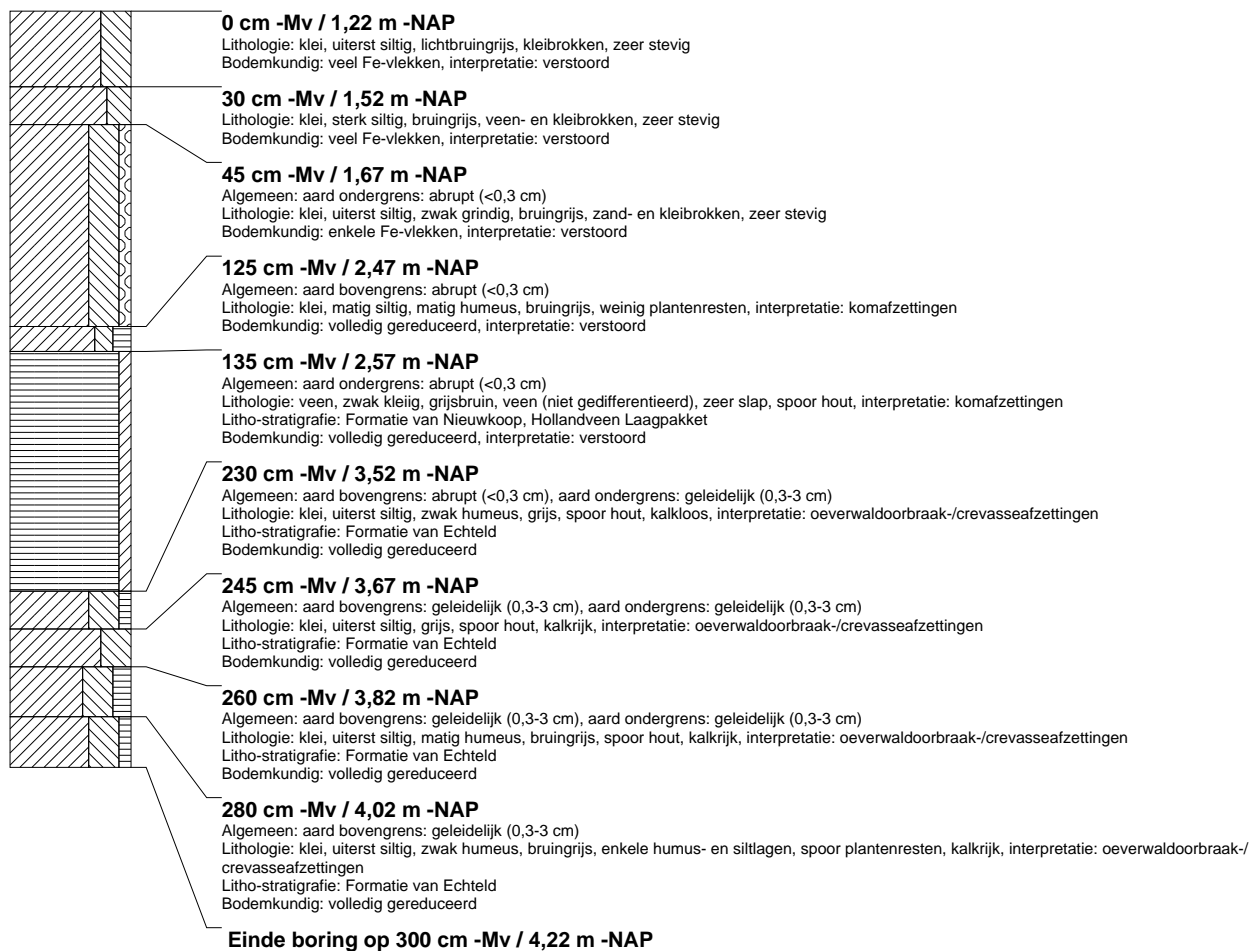 0 cm -Mv / 1,22 m -NAP
Lithologie: klei, uiterst siltig, lichtbruingrijs, kleibrokken, zeer stevig
Bodemkundig: veel Fe-vlekken, interpretatie: verstoord
30 cm -Mv / 1,52 m -NAP
Lithologie: klei, sterk siltig, bruingrijs, veen- en kleibrokken, zeer stevig
Bodemkundig: veel Fe-vlekken, interpretatie: verstoord
45 cm -Mv / 1,67 m -NAP
Algemeen: aard ondergrens: abrupt (<0,3 cm)
Lithologie: klei, uiterst siltig, zwak grindig, bruingrijs, zand- en kleibrokken, zeer stevig
Bodemkundig: enkele Fe-vlekken, interpretatie: verstoord
125 cm -Mv / 2,47 m -NAP
Algemeen: aard bovengrens: abrupt (<0,3 cm)
Lithologie: klei, matig siltig, matig humeus, bruingrijs, weinig plantenresten, interpretatie: komafzettingen
Bodemkundig: volledig gereduceerd, interpretatie: verstoord
135 cm -Mv / 2,57 m -NAP
Algemeen: aard ondergrens: abrupt (<0,3 cm)
Lithologie: veen, zwak kleiig, grijsbruin, veen (niet gedifferentieerd), zeer slap, spoor hout, interpretatie: komafzettingen
Litho-stratigrafie: Formatie van Nieuwkoop, Hollandveen Laagpakket
Bodemkundig: volledig gereduceerd, interpretatie: verstoord
230 cm -Mv / 3,52 m -NAP
Algemeen: aard bovengrens: abrupt (<0,3 cm), aard ondergrens: geleidelijk (0,3-3 cm)
Lithologie: klei, uiterst siltig, zwak humeus, grijs, spoor hout, kalkloos, interpretatie: oeverwaldoorbraak-/crevasseafzettingen
Litho-stratigrafie: Formatie van Echteld
Bodemkundig: volledig gereduceerd
245 cm -Mv / 3,67 m -NAP
Algemeen: aard bovengrens: geleidelijk (0,3-3 cm), aard ondergrens: geleidelijk (0,3-3 cm)
Lithologie: klei, uiterst siltig, grijs, spoor hout, kalkrijk, interpretatie: oeverwaldoorbraak-/crevasseafzettingen
Litho-stratigrafie: Formatie van Echteld
Bodemkundig: volledig gereduceerd
260 cm -Mv / 3,82 m -NAP
Algemeen: aard bovengrens: geleidelijk (0,3-3 cm), aard ondergrens: geleidelijk (0,3-3 cm)
Lithologie: klei, uiterst siltig, matig humeus, bruingrijs, spoor hout, kalkrijk, interpretatie: oeverwaldoorbraak-/crevasseafzettingen
Litho-stratigrafie: Formatie van Echteld
Bodemkundig: volledig gereduceerd
280 cm -Mv / 4,02 m -NAP
Algemeen: aard bovengrens: geleidelijk (0,3-3 cm)
Lithologie: klei, uiterst siltig, zwak humeus, bruingrijs, enkele humus- en siltlagen, spoor plantenresten, kalkrijk, interpretatie: oeverwaldoorbraak-/
crevasseafzettingen
Litho-stratigrafie: Formatie van Echteld
Bodemkundig: volledig gereduceerd
Einde boring op 300 cm -Mv / 4,22 m -NAP